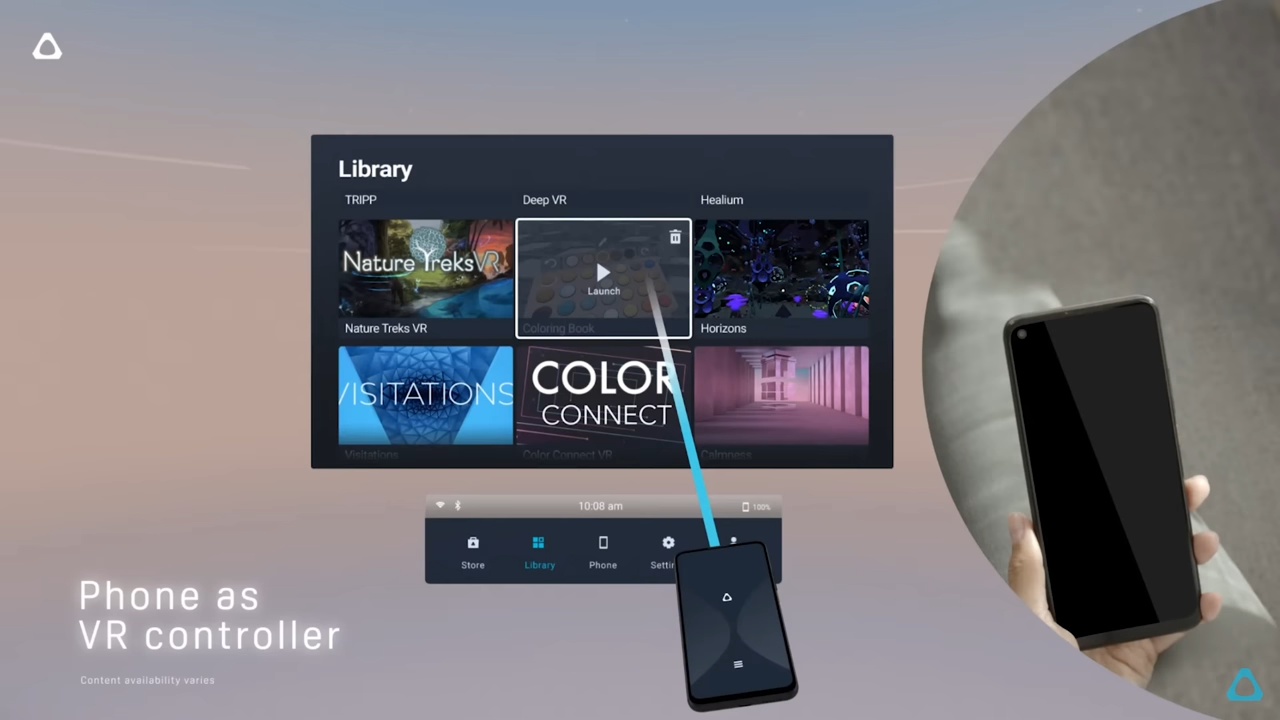 Library
TRIPP
Deep VR
Healium
Nature TreksVR
Launch
Nature Treks VR
Coloring Book
Horizons
VISITATIONS
COLOR
CONNECT
Visitations
Color Connect VR
Calmness
10:08 am
100%
Store
Library
Phone
Settin
Phone as
VR controller
Content availability varies